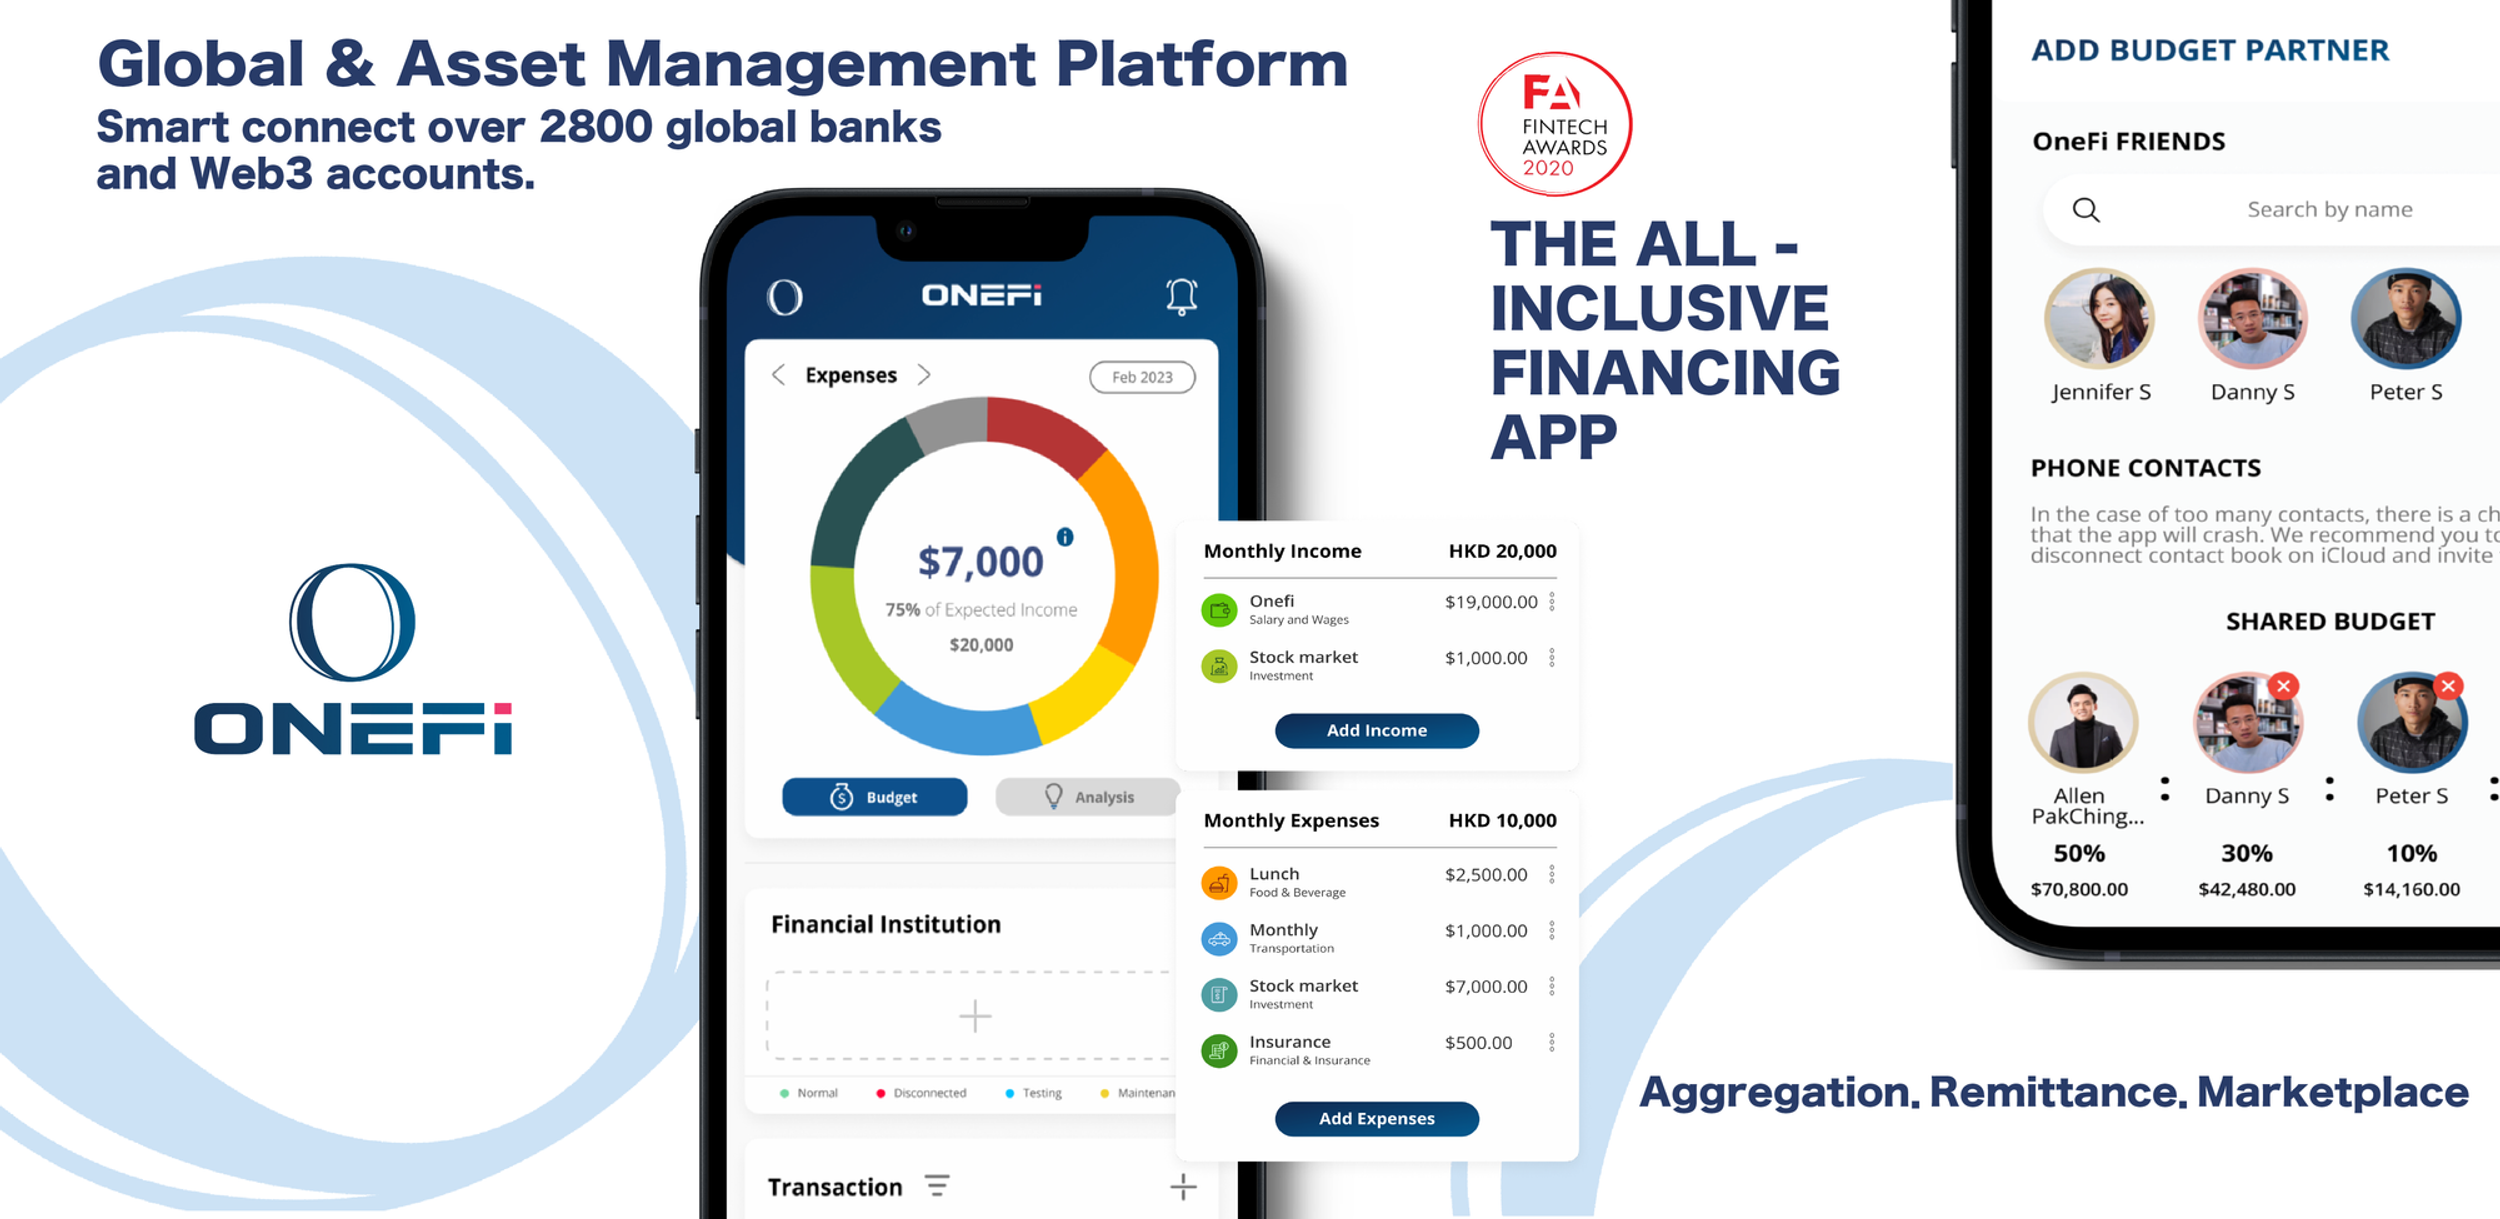 Global & Asset Management Platform
Smart connect over 2800 global banks
and Web3 accounts.
ONEFi
ONEFi
Expenses
Feb 2023
$7,000
75% of Expected Income
$20,000
Budget
Analysis
Financial Institution
Normal
Disconnected
Testing
Maintenan
Transaction
Monthly Income HKD 20,000
Onefi $19,000.00
Salary and Wages
Stock market $1,000.00
Investment
Add Income
Monthly Expenses HKD 10,000
Lunch $2,500.00
Food & Beverage
Monthly $1,000.00
Transportation
Stock market $7,000.00
Investment
Insurance $500.00
Financial & Insurance
Add Expenses
FA
FINTECH
AWARDS
2020
THE ALL -
INCLUSIVE
FINANCING
APP
ADD BUDGET PARTNER
OneFi FRIENDS
Search by name
Jennifer S Danny S Peter S
PHONE CONTACTS
In the case of too many contacts, there is a ch
that the app will crash. We recommend you to
disconnect contact book on iCloud and invite
SHARED BUDGET
Allen
PakChing...
: Danny S : Peter S :
50% 30% 10%
$70,800.00 $42,480.00 $14,160.00
Aggregation. Remittance. Marketplace